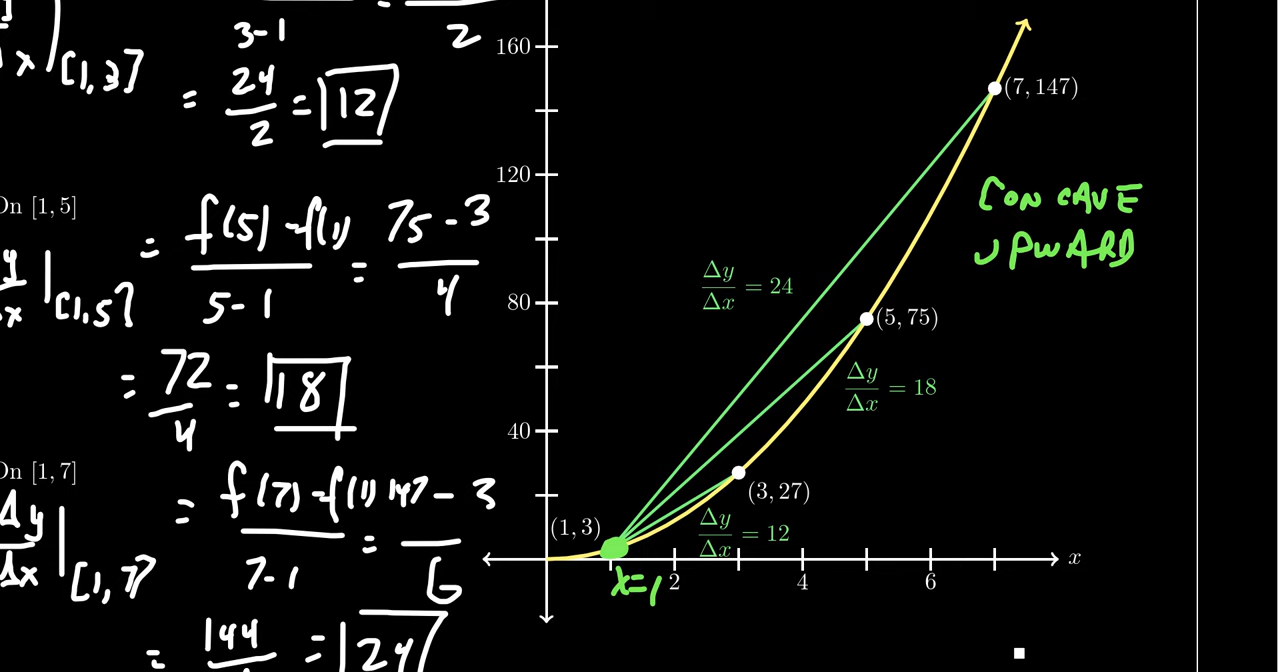 3-1
2
Δx |[1,3]
= 24/2 = 12
On [1, 5]
Δy/Δx |[1,5] = f(5)-f(1)/5-1 = 75-3/4
= 72/4 = 18
On [1, 7]
Δy/Δx |[1,7] = f(7)-f(1)/7-1 = 147-3/6
= 144 = 24
160
120
80
40
(7, 147)
CONCAVE
UPWARD
Δy/Δx = 24
(5, 75)
Δy/Δx = 18
(3, 27)
(1, 3)
Δy/Δx = 12
x
x=1
2 4 6